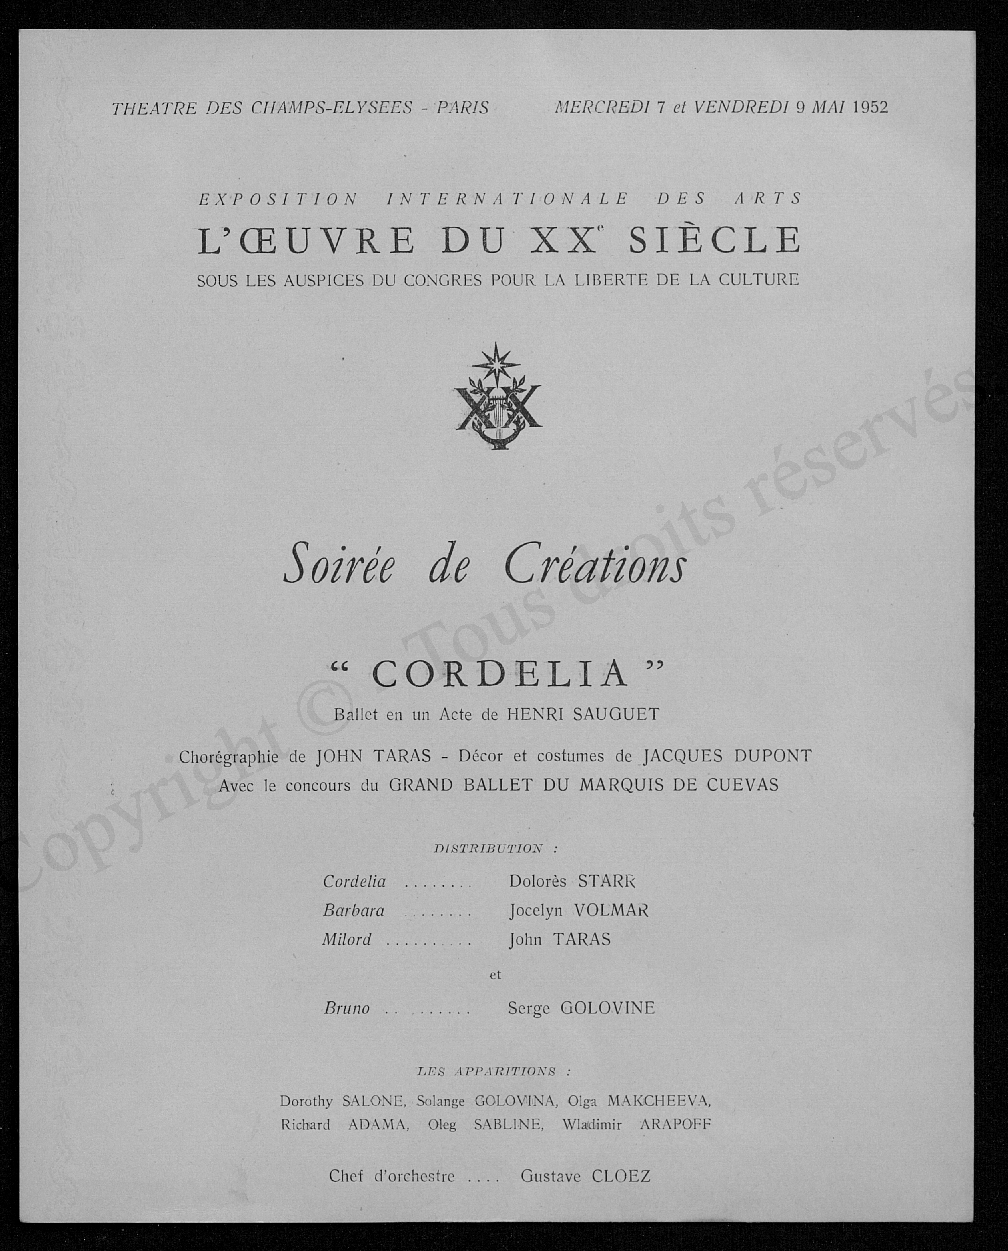 THEATRE DES CHAMPS-ELYSEES - PARIS MERCREDI 7 et VENDREDI 9 MAI 1952
EXPOSITION INTERNATIONALE DES ARTS
L'ŒUVRE DU XXe SIÈCLE
SOUS LES AUSPICES DU CONGRES POUR LA LIBERTE DE LA CULTURE
XX
Soirée de Créations
“ CORDELIA ”
Ballet en un Acte de HENRI SAUGUET
Chorégraphie de JOHN TARAS - Décor et costumes de JACQUES DUPONT
Avec le concours du GRAND BALLET DU MARQUIS DE CUEVAS
DISTRIBUTION :
Cordelia ........ Dolorès STARR
Barbara ........ Jocelyn VOLMAR
Milord .......... John TARAS
et
Bruno .......... Serge GOLOVINE
LES APPARITIONS :
Dorothy SALONE, Solange GOLOVINA, Olga MAKCHEEVA,
Richard ADAMA, Oleg SABLINE, Wladimir ARAPOFF
Chef d'orchestre .... Gustave CLOEZ
Copyright © Tous droits réservés